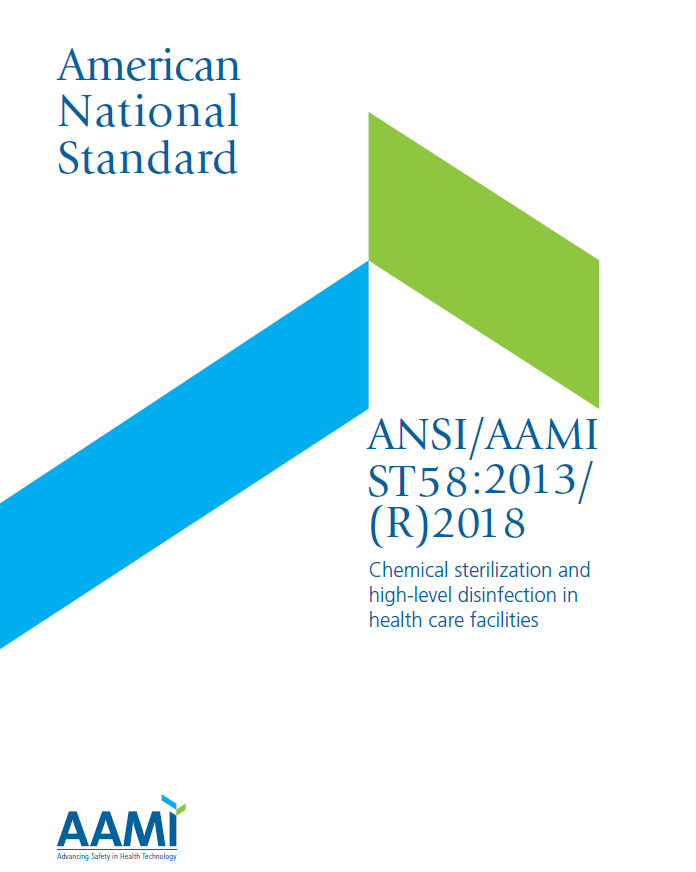 American
National
Standard
ANSI/AAMI
ST58:2013/
(R)2018
Chemical sterilization and
high-level disinfection in
health care facilities
AAMI
Advancing Safety in Health Technology